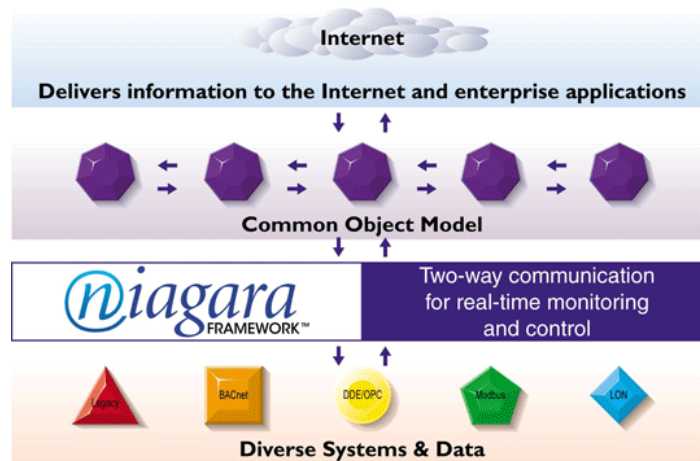 Internet
Delivers information to the Internet and enterprise applications
Common Object Model
niagara
FRAMEWORK™
Two-way communication
for real-time monitoring
and control
Legacy BACnet DDE/OPC Modbus LON
Diverse Systems & Data